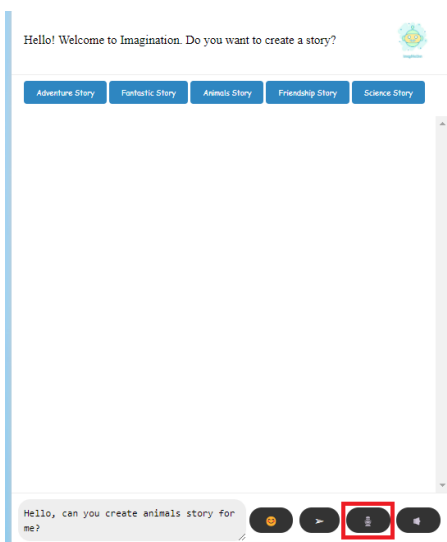 Hello! Welcome to Imagination. Do you want to create a story?
Adventure Story
Fantastic Story
Animals Story
Friendship Story
Science Story
Hello, can you create animals story for
me?